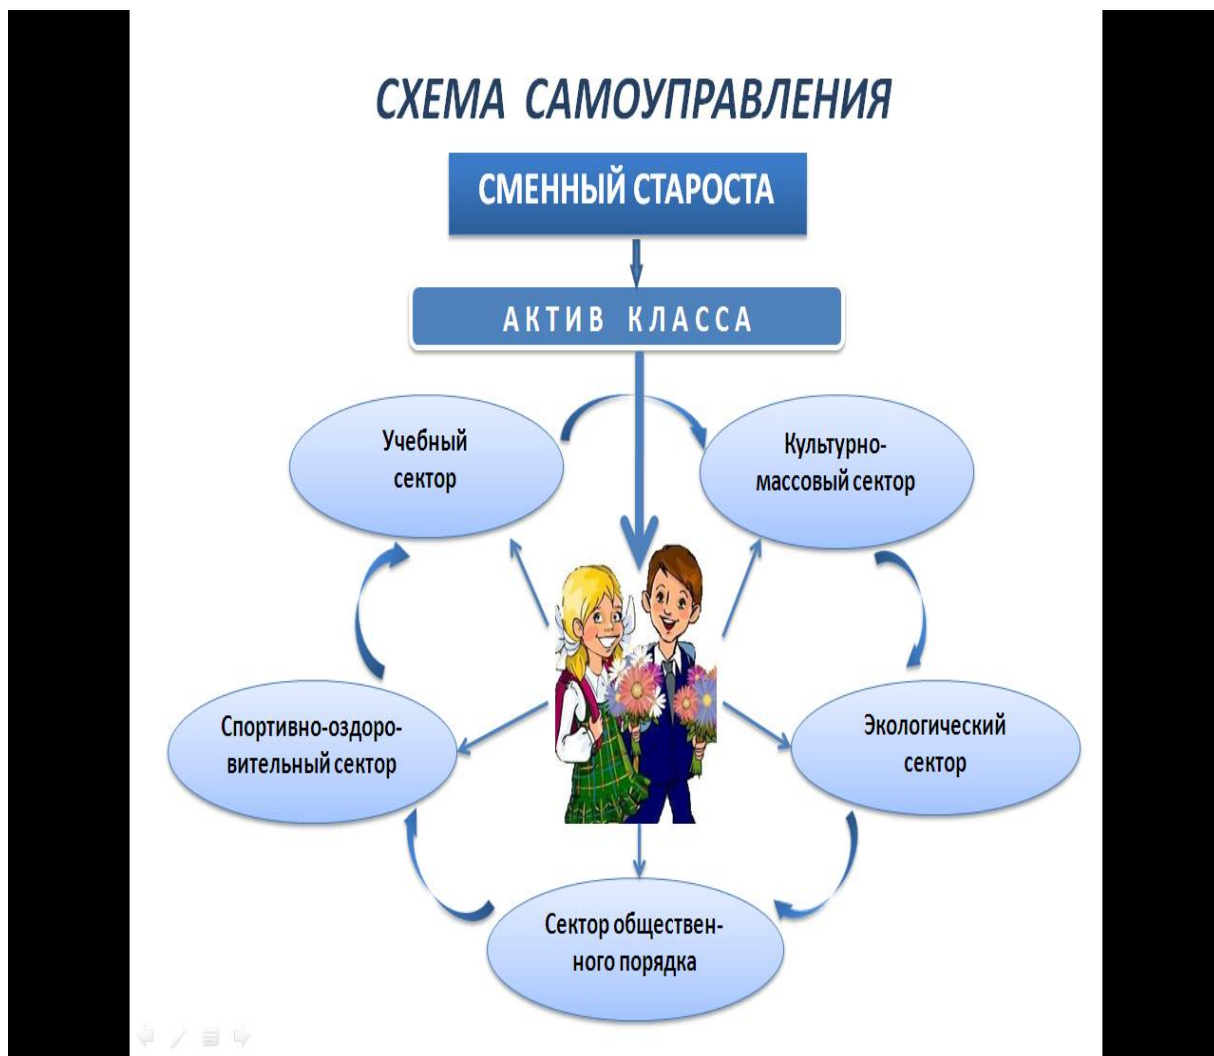 СХЕМА САМОУПРАВЛЕНИЯ
СМЕННЫЙ СТАРОСТА
АКТИВ КЛАССА
Учебный
сектор
Культурно-
массовый сектор
Спортивно-оздоро-
вительный сектор
Экологический
сектор
Сектор обществен-
ного порядка